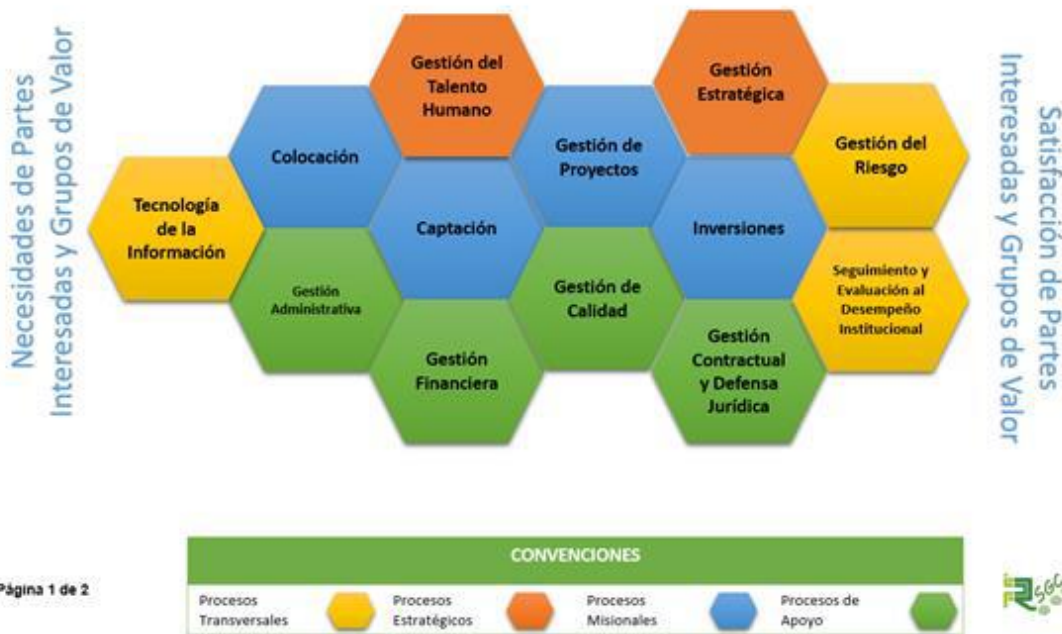 Necesidades de Partes
Interesadas y Grupos de Valor
Gestión del
Talento
Humano
Gestión
Estratégica
Colocación
Gestión de
Proyectos
Gestión del
Riesgo
Tecnología
de la
Información
Captación
Inversiones
Gestión
Administrativa
Gestión de
Calidad
Seguimiento y
Evaluación al
Desempeño
Institucional
Gestión
Financiera
Gestión
Contractual
y Defensa
Jurídica
Satisfacción de Partes
Interesadas y Grupos de Valor
CONVENCIONES
Página 1 de 2
Procesos
Transversales
Procesos
Estratégicos
Procesos
Misionales
Procesos de
Apoyo
SGC